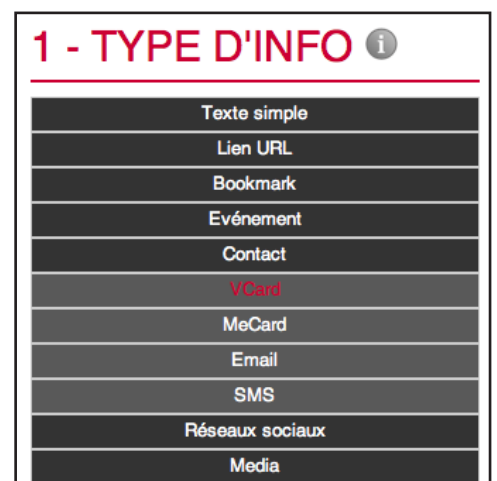 1 - TYPE D'INFO i
Texte simple
Lien URL
Bookmark
Evénement
Contact
VCard
MeCard
Email
SMS
Réseaux sociaux
Media